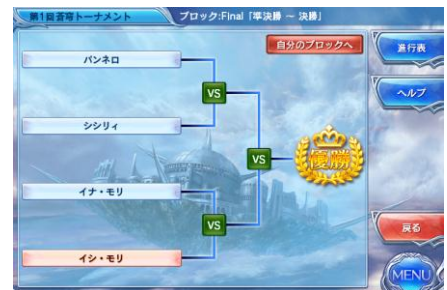 第1回蒼穹トーナメント
ブロック:Final「準決勝 ～ 決勝」
自分のブロックへ
進行表
パンネロ
ヘルプ
VS
シシリィ
VS
優勝
イナ・モリ
VS
戻る
イシ・モリ
MENU